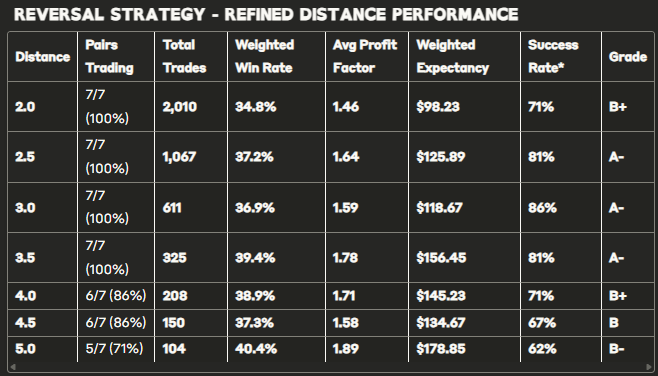 REVERSAL STRATEGY - REFINED DISTANCE PERFORMANCE
Distance Pairs Trading Total Trades Weighted Win Rate Avg Profit Factor Weighted Expectancy Success Rate* Grade
2.0 7/7 (100%) 2,010 34.8% 1.46 $98.23 71% B+
2.5 7/7 (100%) 1,067 37.2% 1.64 $125.89 81% A-
3.0 7/7 (100%) 611 36.9% 1.59 $118.67 86% A-
3.5 7/7 (100%) 325 39.4% 1.78 $156.45 81% A-
4.0 6/7 (86%) 208 38.9% 1.71 $145.23 71% B+
4.5 6/7 (86%) 150 37.3% 1.58 $134.67 67% B
5.0 5/7 (71%) 104 40.4% 1.89 $178.85 62% B-